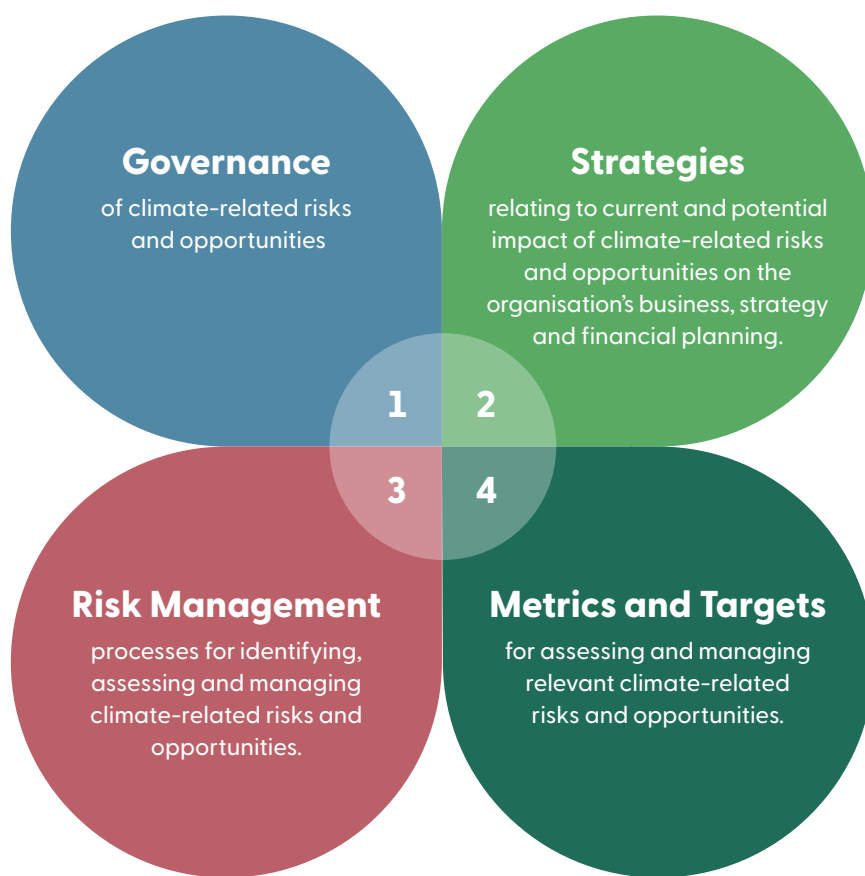 Governance
of climate-related risks
and opportunities
Strategies
relating to current and potential
impact of climate-related risks
and opportunities on the
organisation's business, strategy
and financial planning.
1
2
3
4
Risk Management
processes for identifying,
assessing and managing
climate-related risks and
opportunities.
Metrics and Targets
for assessing and managing
relevant climate-related
risks and opportunities.